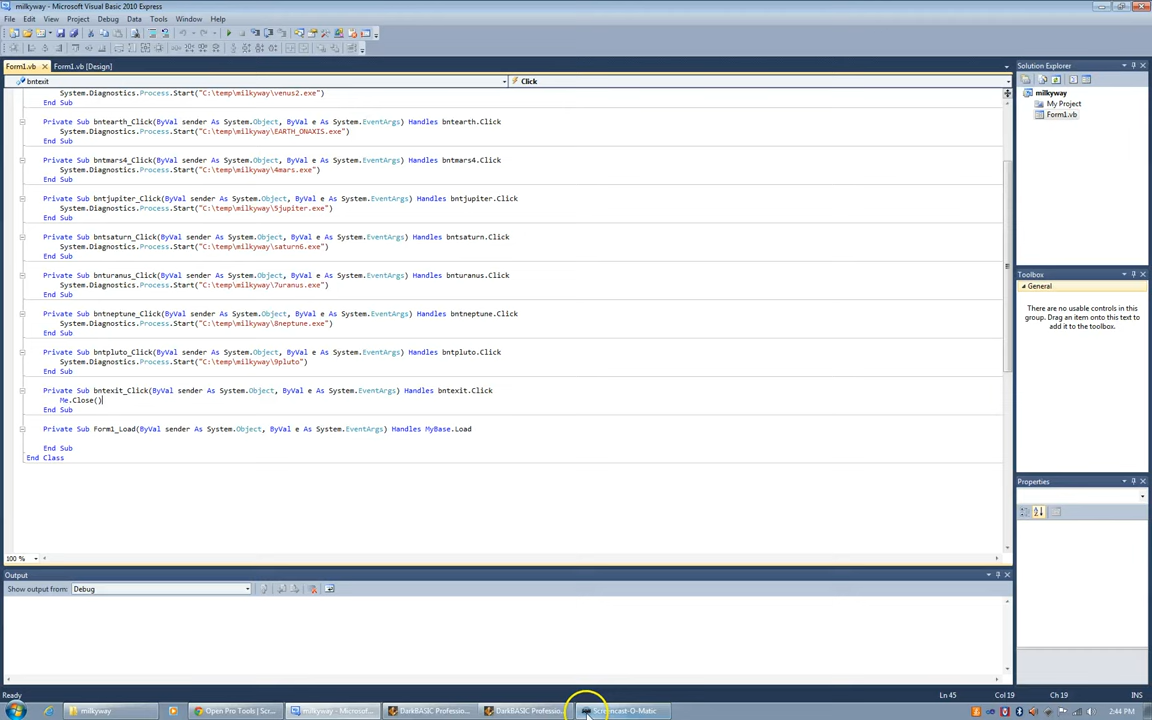 milkyway - Microsoft Visual Basic 2010 Express
File Edit View Project Debug Data Tools Window Help
Form1.vb Form1.vb [Design]
bntexit Click
System.Diagnostics.Process.Start("C:\temp\milkyway\venus2.exe")
End Sub
Private Sub bntearth_Click(ByVal sender As System.Object, ByVal e As System.EventArgs) Handles bntearth.Click
System.Diagnostics.Process.Start("C:\temp\milkyway\EARTH_ONAXIS.exe")
End Sub
Private Sub bntmars4_Click(ByVal sender As System.Object, ByVal e As System.EventArgs) Handles bntmars4.Click
System.Diagnostics.Process.Start("C:\temp\milkyway\4mars.exe")
End Sub
Private Sub bntjupiter_Click(ByVal sender As System.Object, ByVal e As System.EventArgs) Handles bntjupiter.Click
System.Diagnostics.Process.Start("C:\temp\milkyway\5jupiter.exe")
End Sub
Private Sub bntsaturn_Click(ByVal sender As System.Object, ByVal e As System.EventArgs) Handles bntsaturn.Click
System.Diagnostics.Process.Start("C:\temp\milkyway\saturn6.exe")
End Sub
Private Sub bnturanus_Click(ByVal sender As System.Object, ByVal e As System.EventArgs) Handles bnturanus.Click
System.Diagnostics.Process.Start("C:\temp\milkyway\7uranus.exe")
End Sub
Private Sub bntneptune_Click(ByVal sender As System.Object, ByVal e As System.EventArgs) Handles bntneptune.Click
System.Diagnostics.Process.Start("C:\temp\milkyway\8neptune.exe")
End Sub
Private Sub bntpluto_Click(ByVal sender As System.Object, ByVal e As System.EventArgs) Handles bntpluto.Click
System.Diagnostics.Process.Start("C:\temp\milkyway\9pluto")
End Sub
Private Sub bntexit_Click(ByVal sender As System.Object, ByVal e As System.EventArgs) Handles bntexit.Click
Me.Close()
End Sub
Private Sub Form1_Load(ByVal sender As System.Object, ByVal e As System.EventArgs) Handles MyBase.Load
End Sub
End Class
100 %
Solution Explorer
milkyway
My Project
Form1.vb
Toolbox
General
There are no usable controls in this
group. Drag an item onto this text to
add it to the toolbox.
Properties
Output
Show output from: Debug
Ready Ln 45 Col 19 Ch 19 INS
milkyway Open Pro Tools | Scr... milkyway - Microsoft... DarkBASIC Professio... DarkBASIC Professio... Screencast-O-Matic 2:44 PM